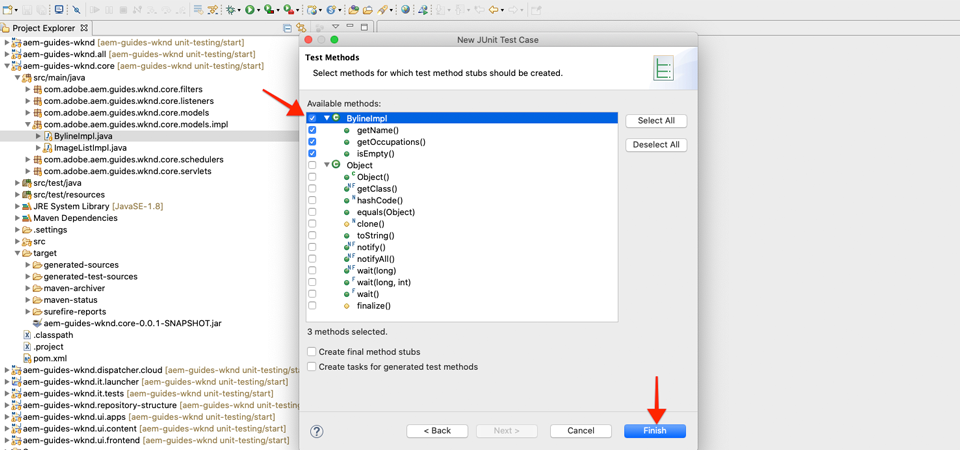 Project Explorer
aem-guides-wknd [aem-guides-wknd unit-testing/start]
aem-guides-wknd.all [aem-guides-wknd unit-testing/start]
aem-guides-wknd.core [aem-guides-wknd unit-testing/start]
src/main/java
com.adobe.aem.guides.wknd.core.filters
com.adobe.aem.guides.wknd.core.listeners
com.adobe.aem.guides.wknd.core.models
com.adobe.aem.guides.wknd.core.models.impl
BylineImpl.java
ImageListImpl.java
com.adobe.aem.guides.wknd.core.schedulers
com.adobe.aem.guides.wknd.core.servlets
src/test/java
src/test/resources
JRE System Library [JavaSE-1.8]
Maven Dependencies
.settings
src
target
generated-sources
generated-test-sources
maven-archiver
maven-status
surefire-reports
aem-guides-wknd.core-0.0.1-SNAPSHOT.jar
.classpath
.project
pom.xml
aem-guides-wknd.dispatcher.cloud [aem-guides-wknd unit-testing/start]
aem-guides-wknd.it.launcher [aem-guides-wknd unit-testing/start]
aem-guides-wknd.it.tests [aem-guides-wknd unit-testing/start]
aem-guides-wknd.repository-structure [aem-guides-wknd unit-testing/start]
aem-guides-wknd.ui.apps [aem-guides-wknd unit-testing/start]
aem-guides-wknd.ui.content [aem-guides-wknd unit-testing/start]
aem-guides-wknd.ui.frontend [aem-guides-wknd unit-testing/start]
New JUnit Test Case
Test Methods
Select methods for which test method stubs should be created.
Available methods:
BylineImpl
getName()
getOccupations()
isEmpty()
Object
Object()
getClass()
hashCode()
equals(Object)
clone()
toString()
notify()
notifyAll()
wait(long)
wait(long, int)
wait()
finalize()
Select All
Deselect All
3 methods selected.
Create final method stubs
Create tasks for generated test methods
? < Back Next > Cancel Finish